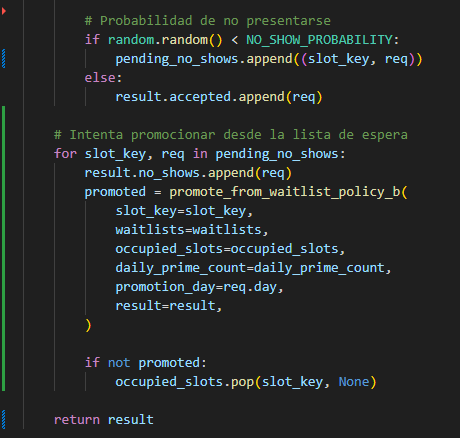 # Probabilidad de no presentarse
if random.random() < NO_SHOW_PROBABILITY:
pending_no_shows.append((slot_key, req))
else:
result.accepted.append(req)
# Intenta promocionar desde la lista de espera
for slot_key, req in pending_no_shows:
result.no_shows.append(req)
promoted = promote_from_waitlist_policy_b(
slot_key=slot_key,
waitlists=waitlists,
occupied_slots=occupied_slots,
daily_prime_count=daily_prime_count,
promotion_day=req.day,
result=result,
)
if not promoted:
occupied_slots.pop(slot_key, None)
return result